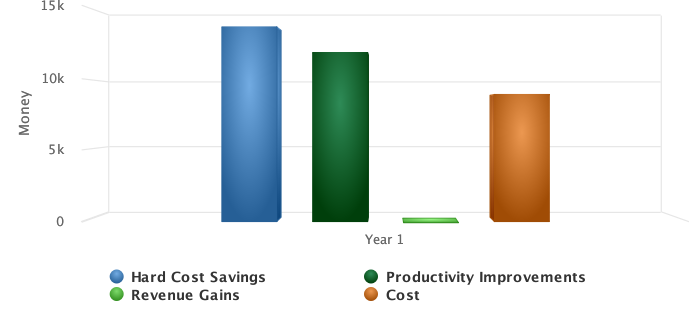 15k
10k
5k
0
Money
Year 1
Hard Cost Savings
Productivity Improvements
Revenue Gains
Cost